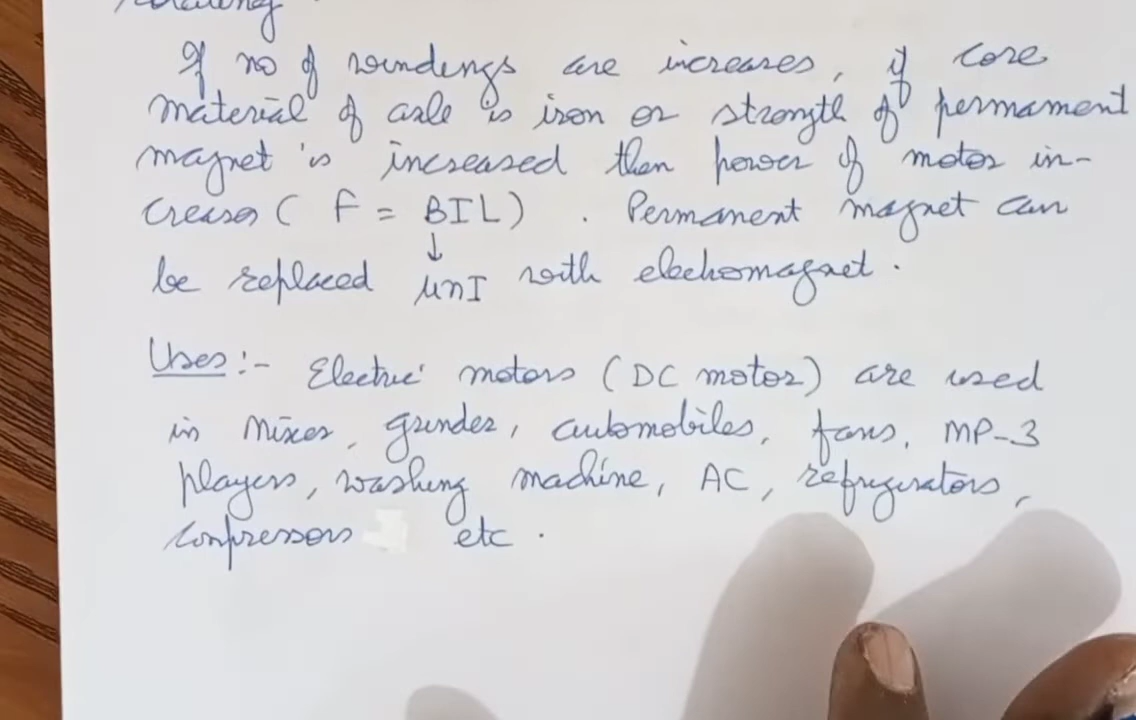 rotating.
If no of windings are increases, if core
material of axle is iron or strength of permament
magnet is increased then power of motor in-
creases ( F = BIL) . Permanent magnet can
↓
be replaced μnI with electromagnet.
Uses:- Electric motors (DC motor) are used
in mixer, grinder, automobiles, fans, MP-3
players, washing machine, AC, refrigerators,
compressors etc.